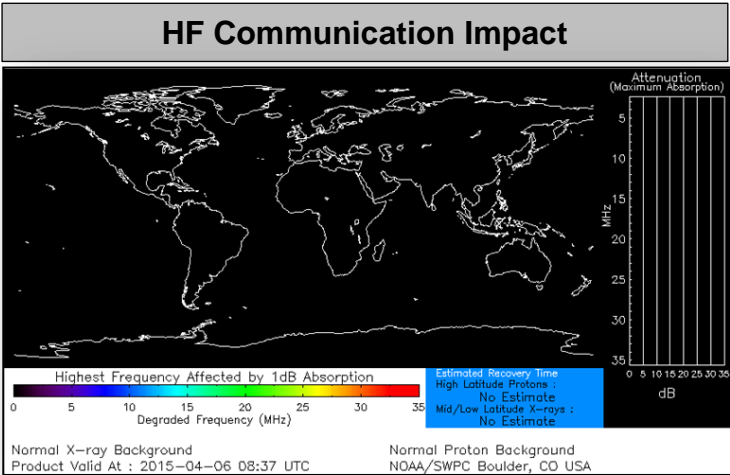 HF Communication Impact
Attenuation
(Maximum Absorption)
5
10
15
20
25
30
35
MHz
0 5 10 15 20 25 30 35
dB
Highest Frequency Affected by 1dB Absorption
0 5 10 15 20 25 30 35
Degraded Frequency (MHz)
Estimated Recovery Time
High Latitude Protons :
No Estimate
Mid/Low Latitude X-rays :
No Estimate
Normal X-ray Background
Product Valid At : 2015-04-06 08:37 UTC
Normal Proton Background
NOAA/SWPC Boulder, CO USA